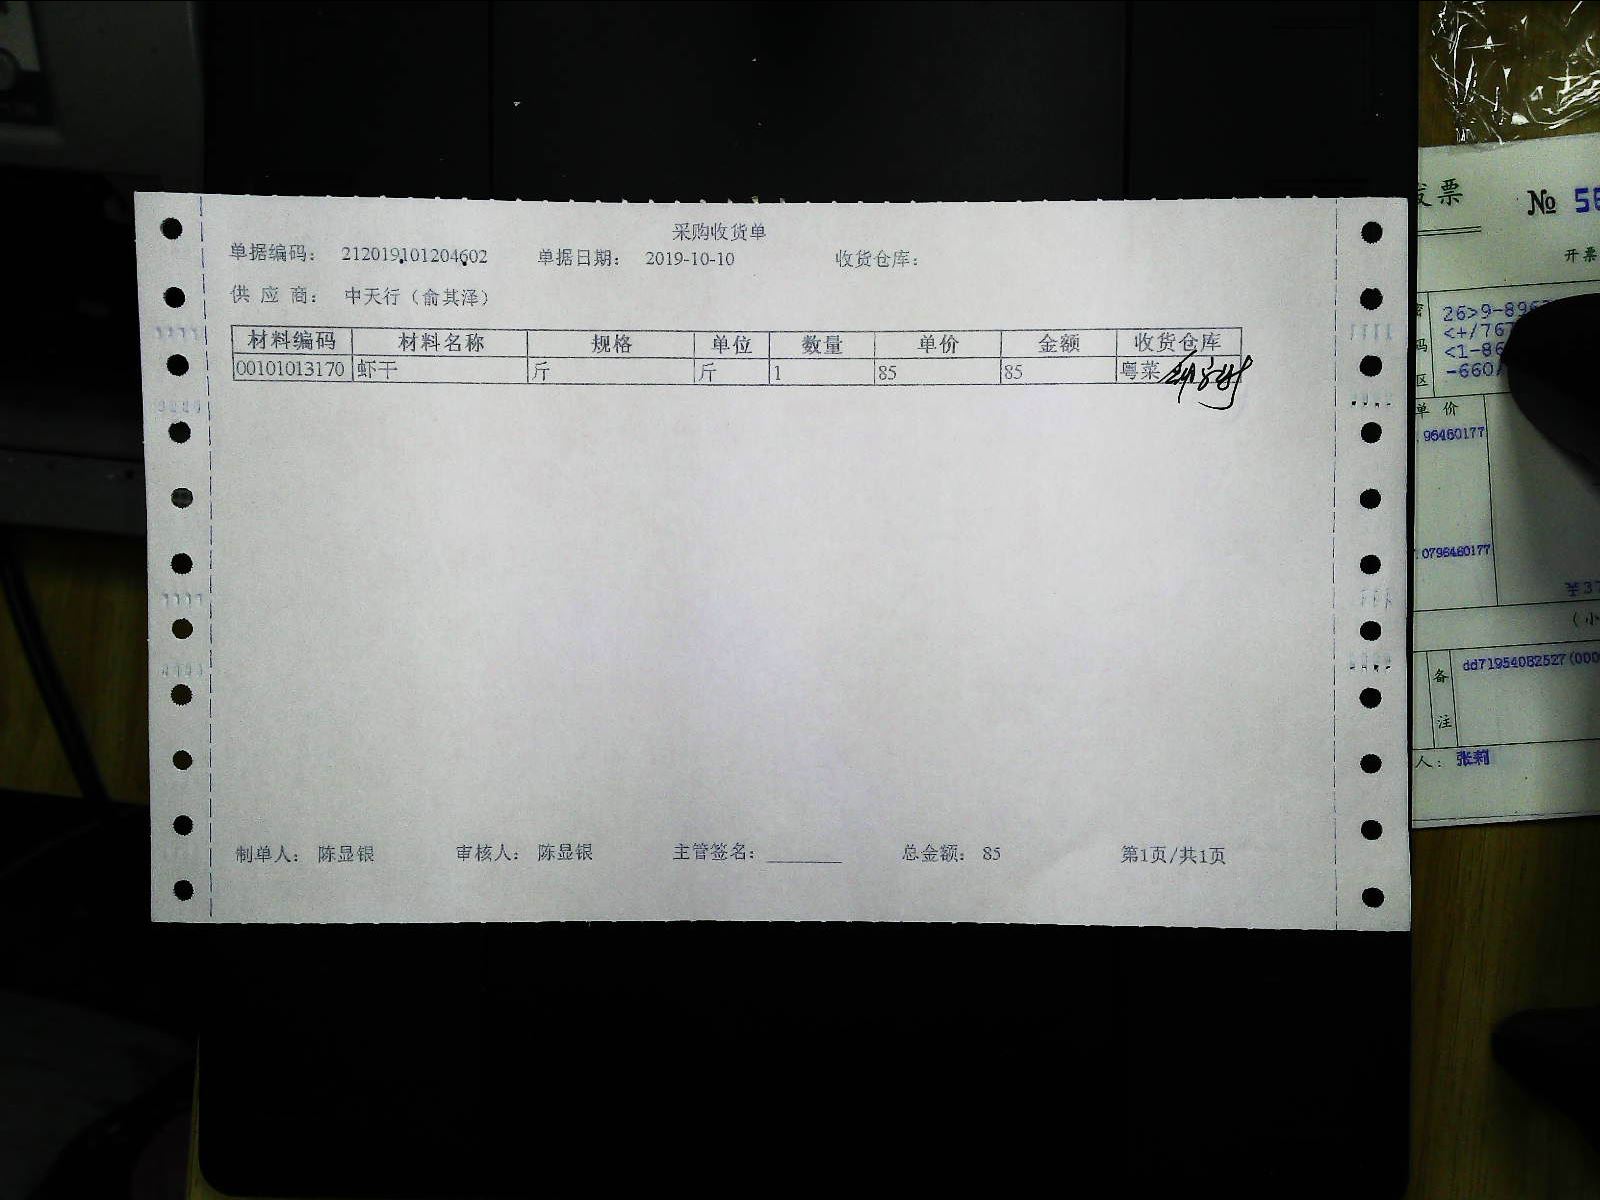 采购收货单
单据编码： 212019101204602 单据日期： 2019-10-10 收货仓库：
供 应 商： 中天行（俞其泽）
材料编码 材料名称 规格 单位 数量 单价 金额 收货仓库
00101013170 虾干 斤 斤 1 85 85 粤菜
制单人： 陈显银 审核人： 陈显银 主管签名：________ 总金额： 85 第1页/共1页
发票 № 56
开票
26>9-896
<+/767
<1-86
-660/
区
单 价
.96460177
.0796460177
¥37
（小
备 dd71954082527(000
注
人： 张莉